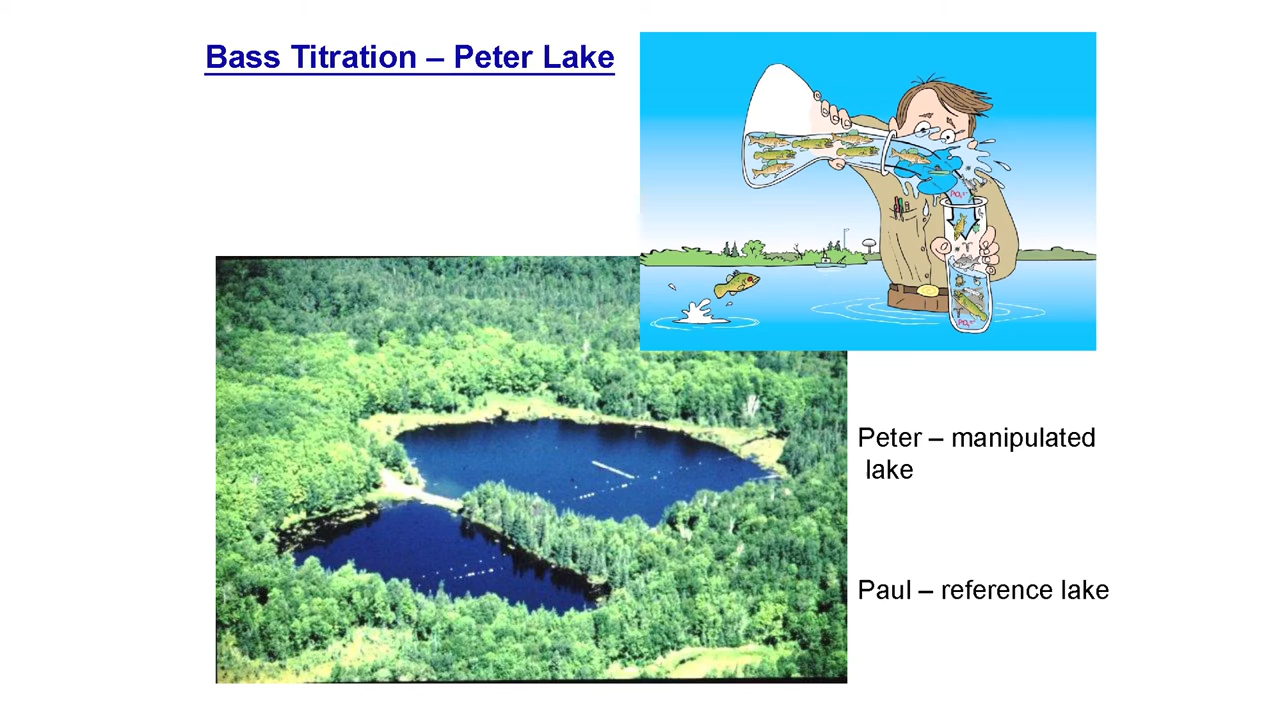 Bass Titration – Peter Lake
Peter – manipulated
lake
Paul – reference lake